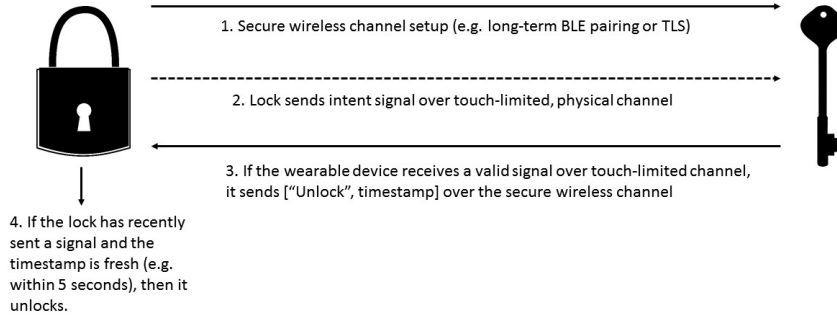 1. Secure wireless channel setup (e.g. long-term BLE pairing or TLS)
2. Lock sends intent signal over touch-limited, physical channel
3. If the wearable device receives a valid signal over touch-limited channel,
it sends [“Unlock”, timestamp] over the secure wireless channel
4. If the lock has recently
sent a signal and the
timestamp is fresh (e.g.
within 5 seconds), then it
unlocks.